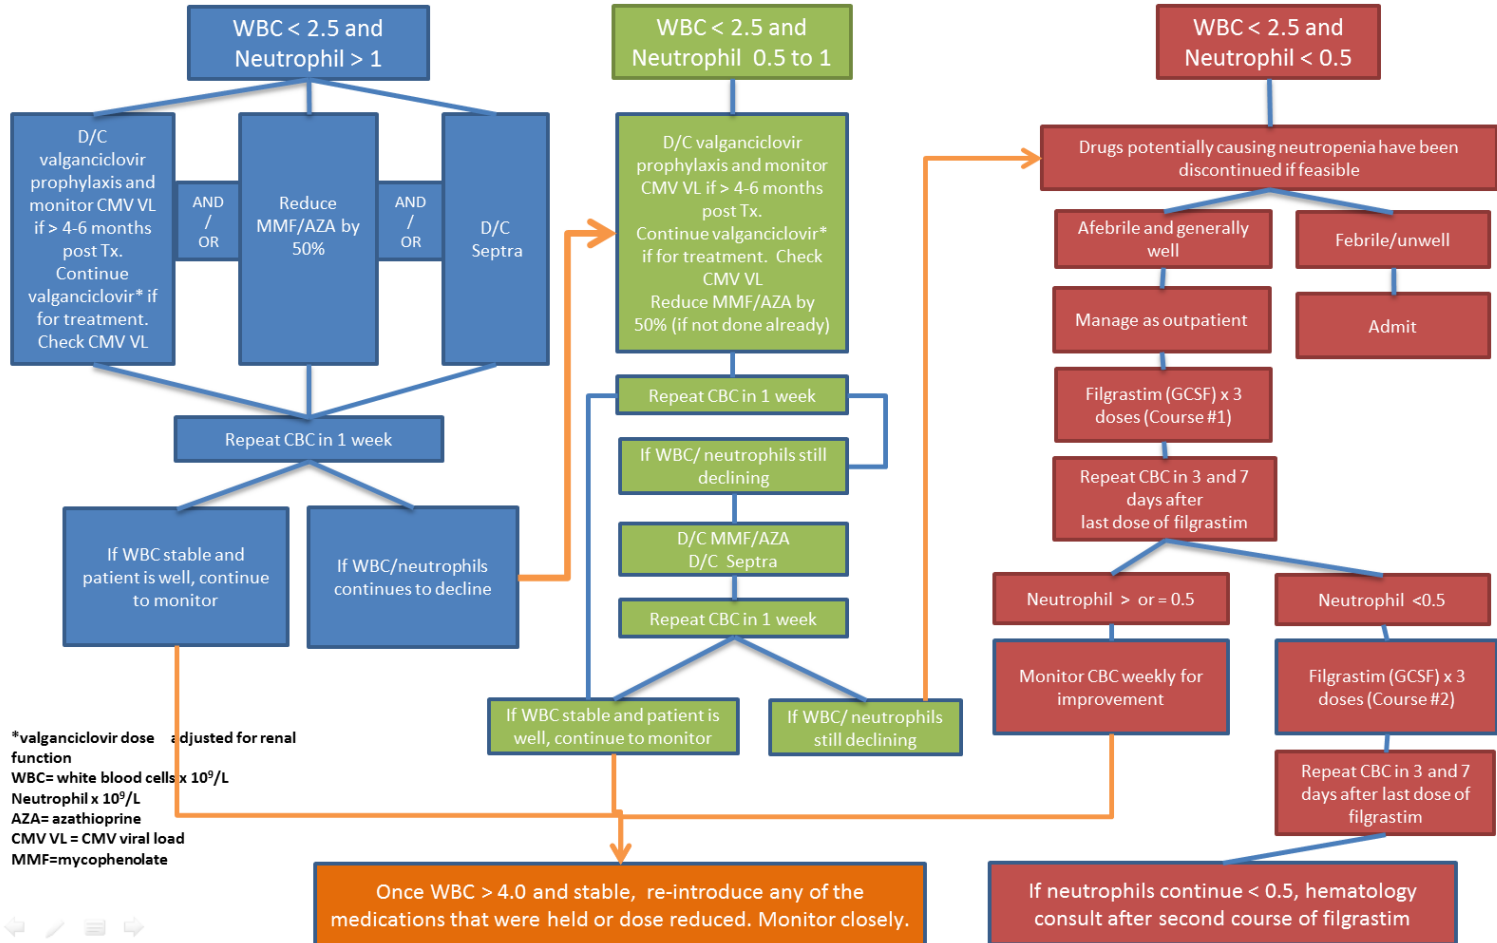 WBC < 2.5 and
Neutrophil > 1
D/C
valganciclovir
prophylaxis and
monitor CMV VL
if > 4-6 months
post Tx.
Continue
valganciclovir* if
for treatment.
Check CMV VL
AND
/
OR
Reduce
MMF/AZA by
50%
AND
/
OR
D/C
Septra
Repeat CBC in 1 week
If WBC stable and
patient is well, continue
to monitor
If WBC/neutrophils
continues to decline
WBC < 2.5 and
Neutrophil 0.5 to 1
D/C valganciclovir
prophylaxis and monitor
CMV VL if > 4-6 months
post Tx.
Continue valganciclovir*
if for treatment. Check
CMV VL
Reduce MMF/AZA by
50% (if not done already)
Repeat CBC in 1 week
If WBC/ neutrophils still
declining
D/C MMF/AZA
D/C Septra
Repeat CBC in 1 week
If WBC stable and patient is
well, continue to monitor
If WBC/ neutrophils
still declining
WBC < 2.5 and
Neutrophil < 0.5
Drugs potentially causing neutropenia have been
discontinued if feasible
Afebrile and generally
well
Febrile/unwell
Manage as outpatient
Admit
Filgrastim (GCSF) x 3
doses (Course #1)
Repeat CBC in 3 and 7
days after
last dose of filgrastim
Neutrophil > or = 0.5
Neutrophil <0.5
Monitor CBC weekly for
improvement
Filgrastim (GCSF) x 3
doses (Course #2)
Repeat CBC in 3 and 7
days after last dose of
filgrastim
If neutrophils continue < 0.5, hematology
consult after second course of filgrastim
Once WBC > 4.0 and stable, re-introduce any of the
medications that were held or dose reduced. Monitor closely.
*valganciclovir dose adjusted for renal
function
WBC= white blood cells x 10⁹/L
Neutrophil x 10⁹/L
AZA= azathioprine
CMV VL = CMV viral load
MMF=mycophenolate